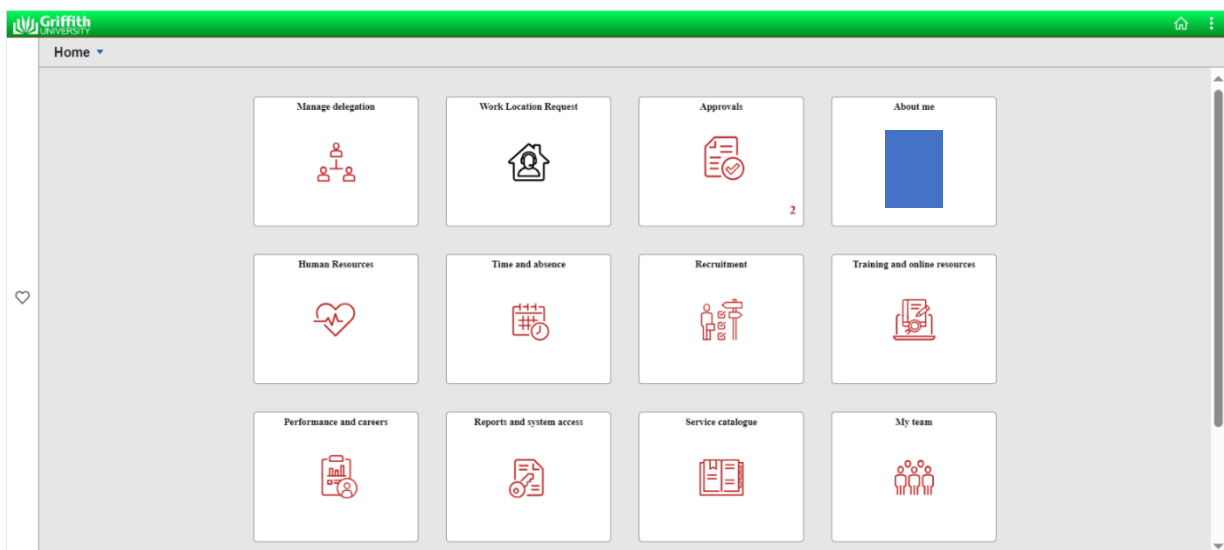 Griffith
UNIVERSITY
Home
Manage delegation
Work Location Request
Approvals
2
About me
Human Resources
Time and absence
Recruitment
Training and online resources
Performance and careers
Reports and system access
Service catalogue
My team